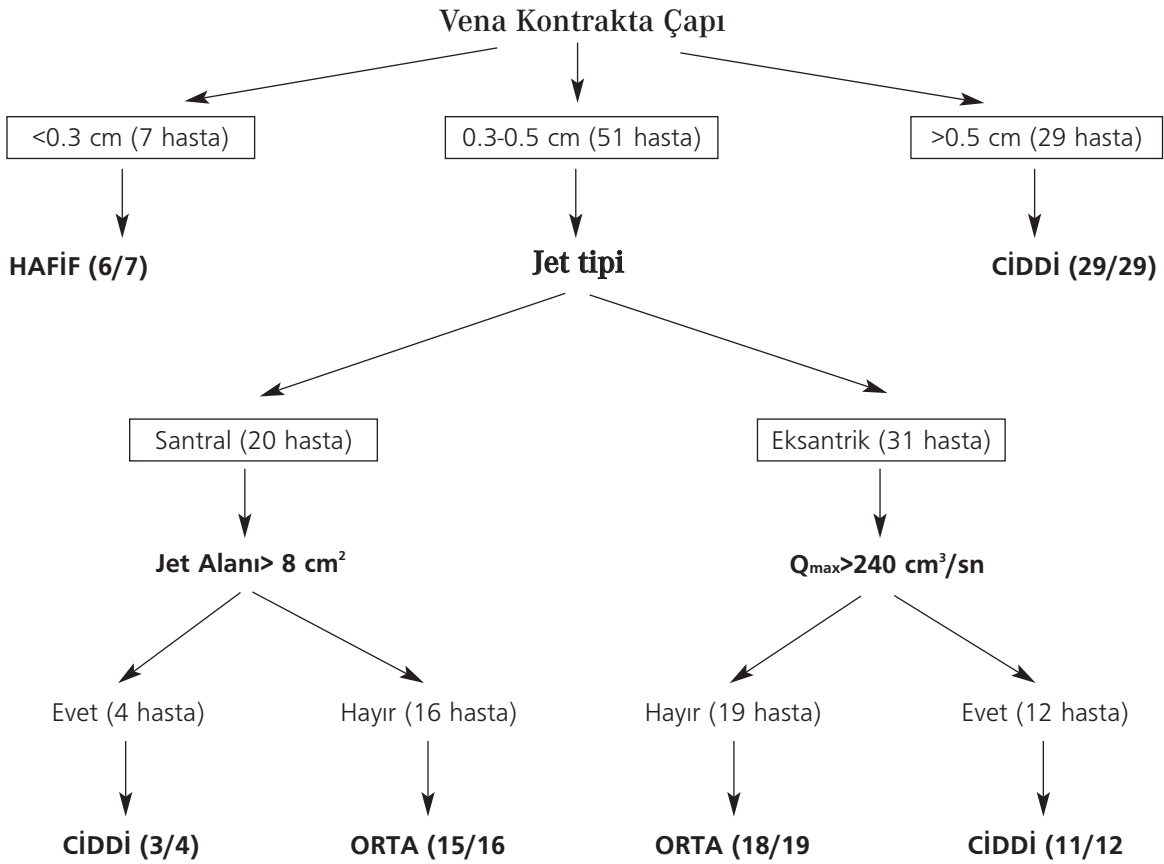 Vena Kontrakta Çapı
<0.3 cm (7 hasta)
0.3-0.5 cm (51 hasta)
>0.5 cm (29 hasta)
HAFİF (6/7)
Jet tipi
CİDDİ (29/29)
Santral (20 hasta)
Eksantrik (31 hasta)
Jet Alanı> 8 cm²
Qmax>240 cm³/sn
Evet (4 hasta)
Hayır (16 hasta)
Hayır (19 hasta)
Evet (12 hasta)
CİDDİ (3/4)
ORTA (15/16
ORTA (18/19
CİDDİ (11/12